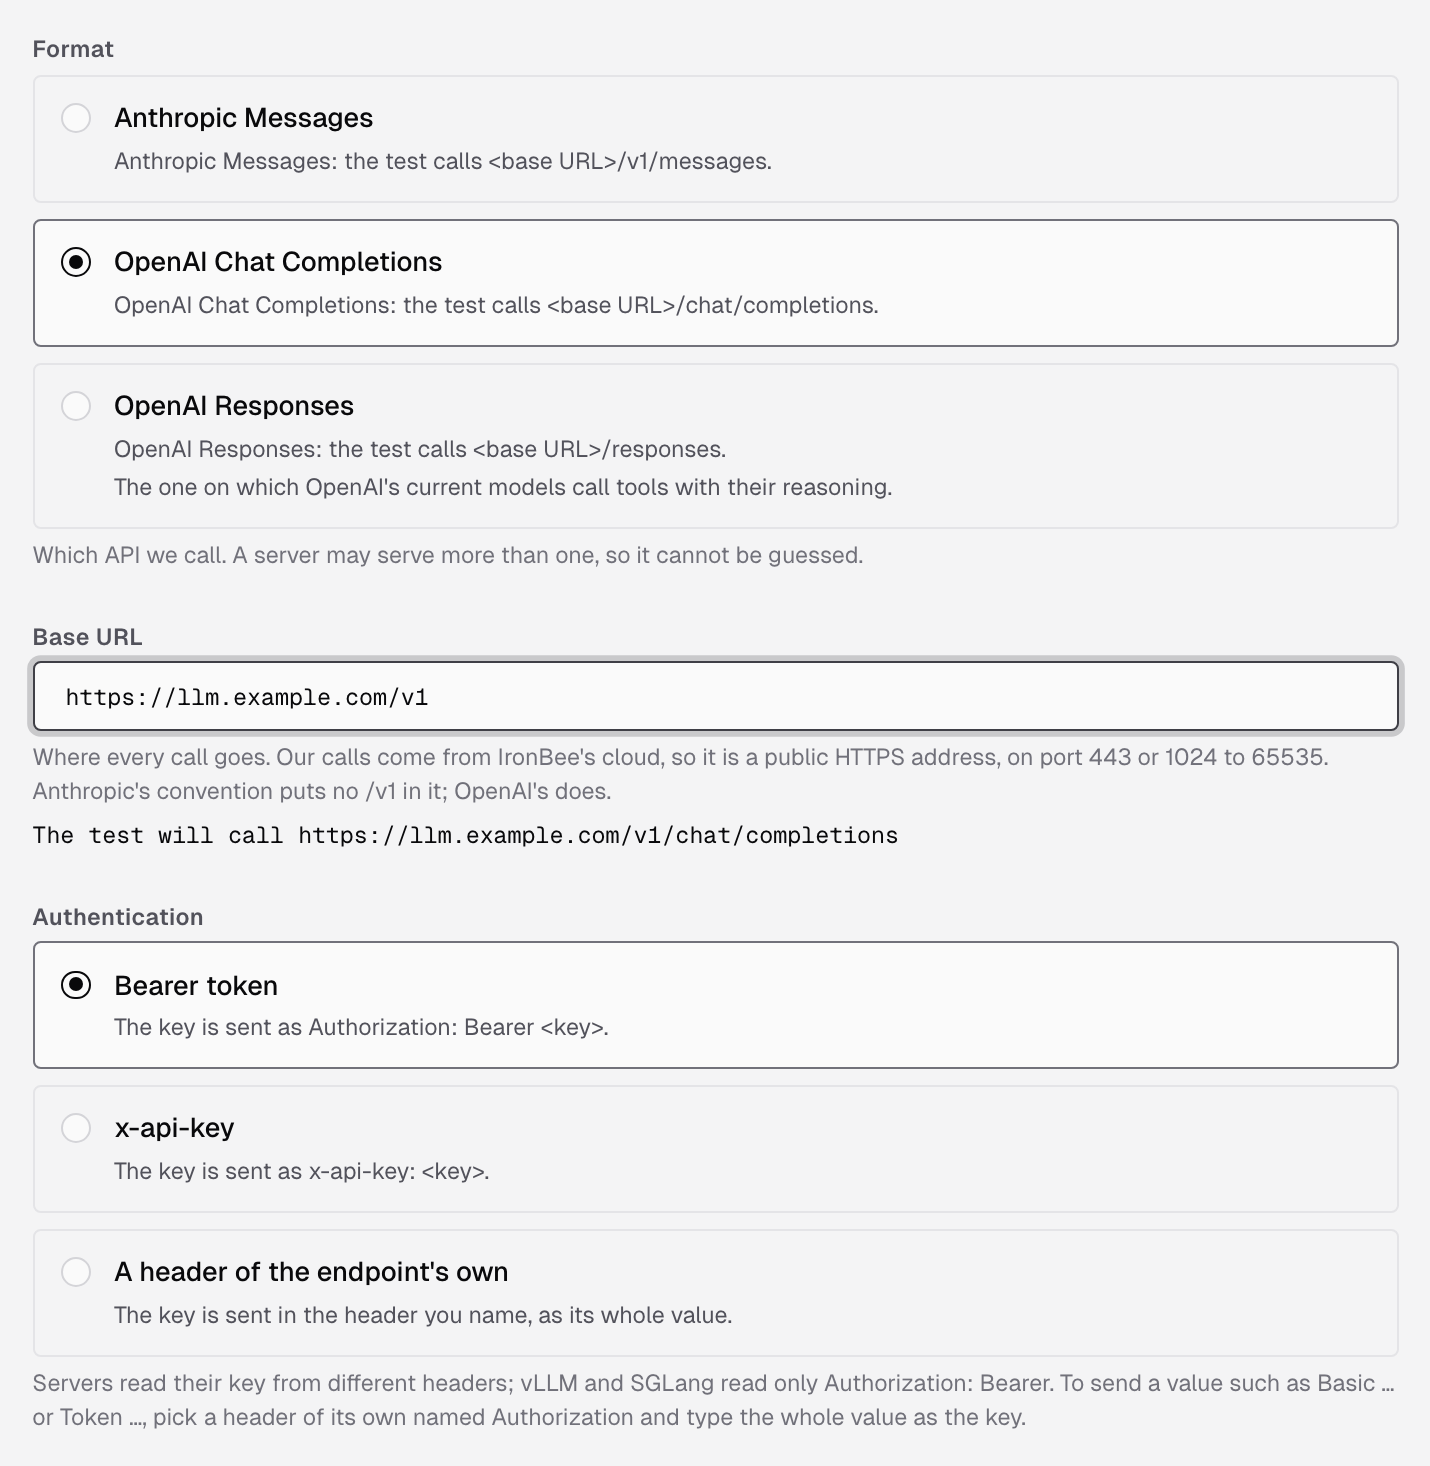 Format
Anthropic Messages
Anthropic Messages: the test calls <base URL>/v1/messages.
OpenAI Chat Completions
OpenAI Chat Completions: the test calls <base URL>/chat/completions.
OpenAI Responses
OpenAI Responses: the test calls <base URL>/responses.
The one on which OpenAI's current models call tools with their reasoning.
Which API we call. A server may serve more than one, so it cannot be guessed.
Base URL
https://llm.example.com/v1
Where every call goes. Our calls come from IronBee's cloud, so it is a public HTTPS address, on port 443 or 1024 to 65535.
Anthropic's convention puts no /v1 in it; OpenAI's does.
The test will call https://llm.example.com/v1/chat/completions
Authentication
Bearer token
The key is sent as Authorization: Bearer <key>.
x-api-key
The key is sent as x-api-key: <key>.
A header of the endpoint's own
The key is sent in the header you name, as its whole value.
Servers read their key from different headers; vLLM and SGLang read only Authorization: Bearer. To send a value such as Basic …
or Token …, pick a header of its own named Authorization and type the whole value as the key.